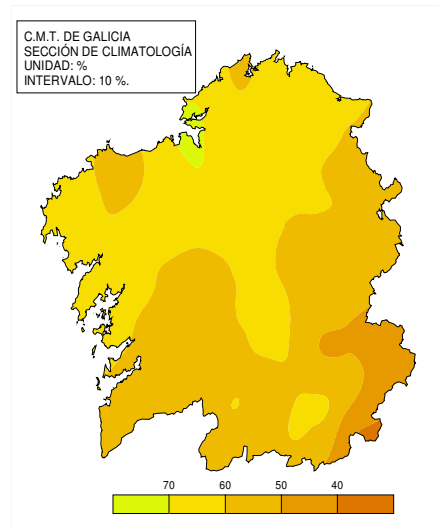 C.M.T. DE GALICIA
SECCIÓN DE CLIMATOLOGÍA
UNIDAD: %
INTERVALO: 10 %.
70 60 50 40